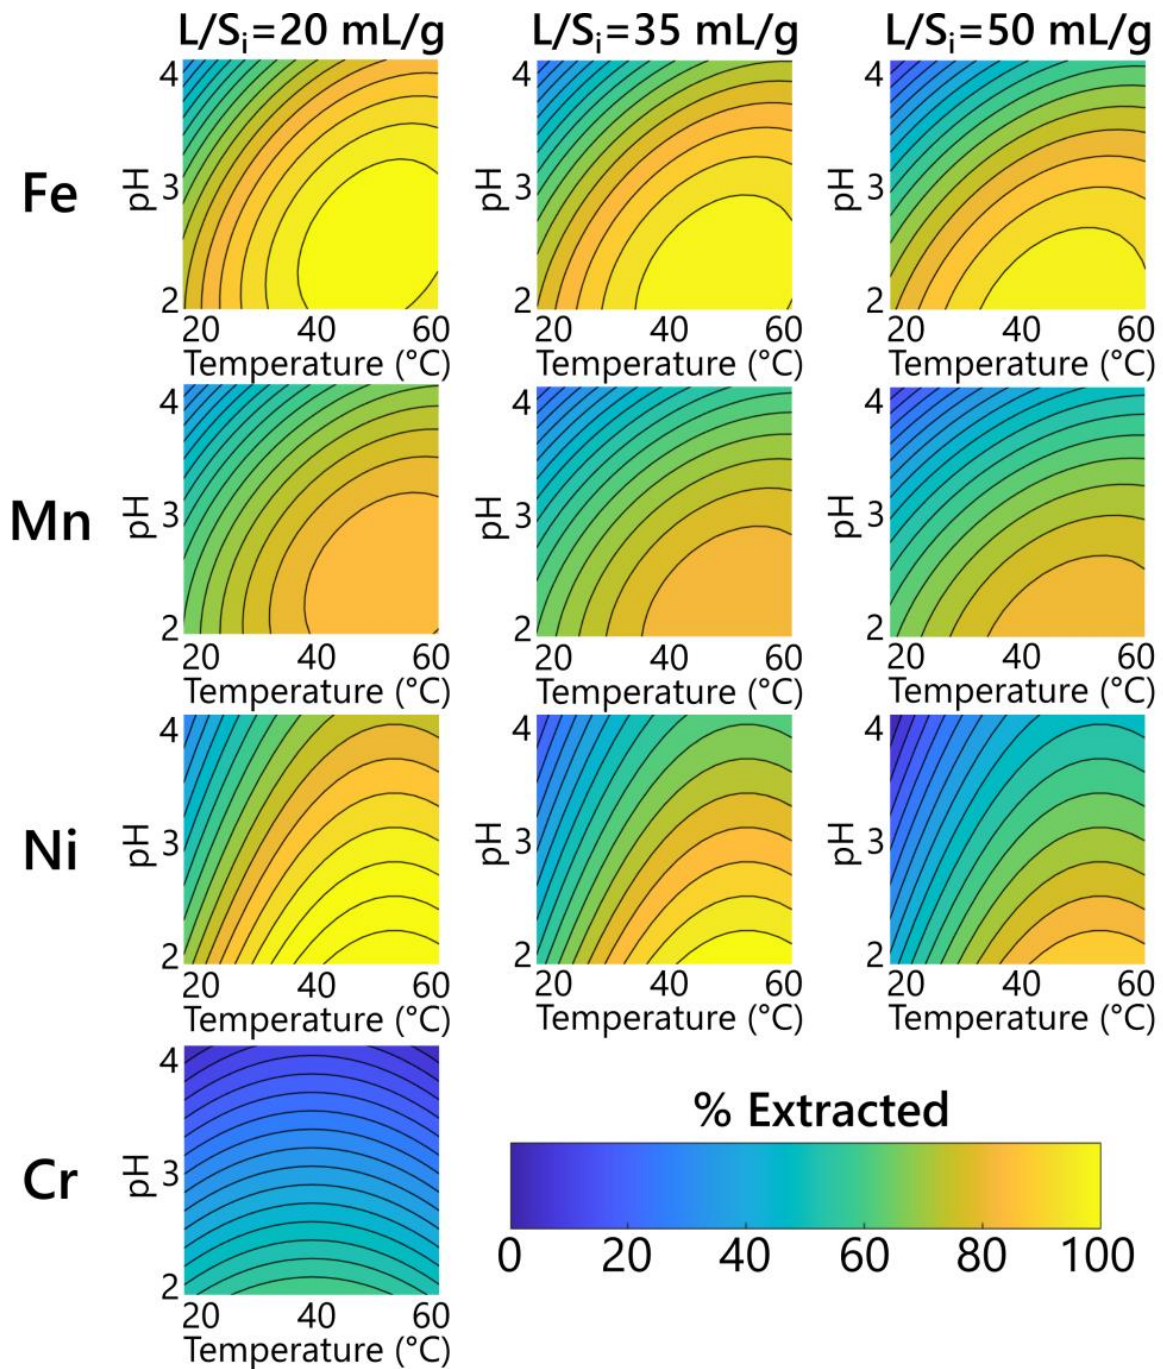 L/Si=20 mL/g L/Si=35 mL/g L/Si=50 mL/g
Fe
pH 4 3 2
20 40 60
Temperature (°C)
pH 4 3 2
20 40 60
Temperature (°C)
pH 4 3 2
20 40 60
Temperature (°C)
Mn
pH 4 3 2
20 40 60
Temperature (°C)
pH 4 3 2
20 40 60
Temperature (°C)
pH 4 3 2
20 40 60
Temperature (°C)
Ni
pH 4 3 2
20 40 60
Temperature (°C)
pH 4 3 2
20 40 60
Temperature (°C)
pH 4 3 2
20 40 60
Temperature (°C)
Cr
pH 4 3 2
20 40 60
Temperature (°C)
% Extracted
0 20 40 60 80 100